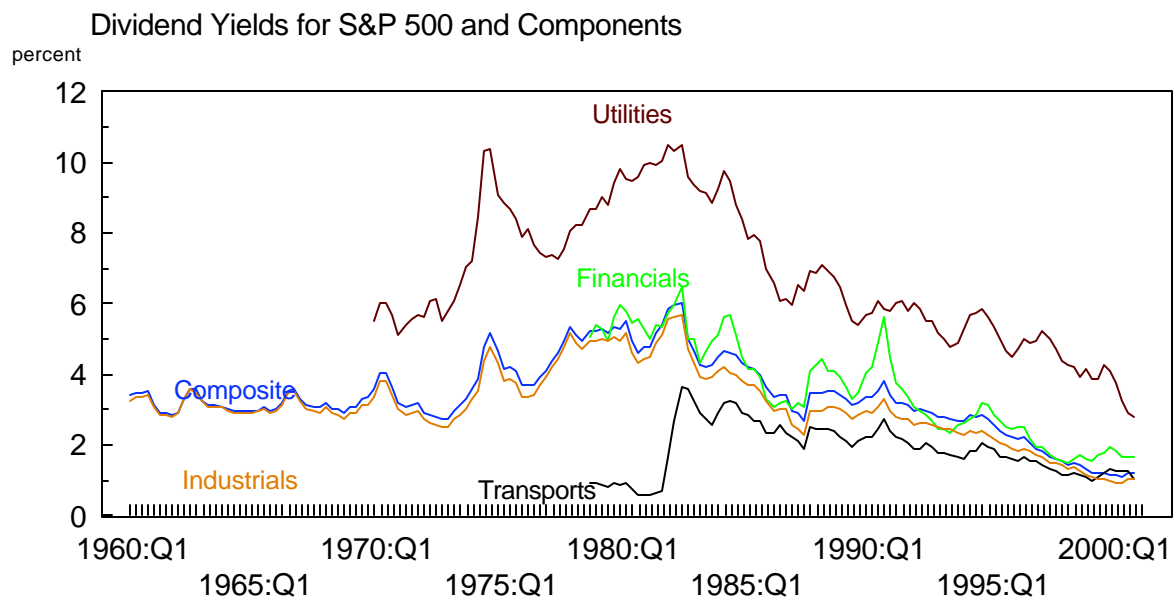 Dividend Yields for S&P 500 and Components
percent
12
Utilities
10
8
Financials
6
4
Composite
2
Industrials
Transports
0
1960:Q1 1970:Q1 1980:Q1 1990:Q1 2000:Q1
1965:Q1 1975:Q1 1985:Q1 1995:Q1